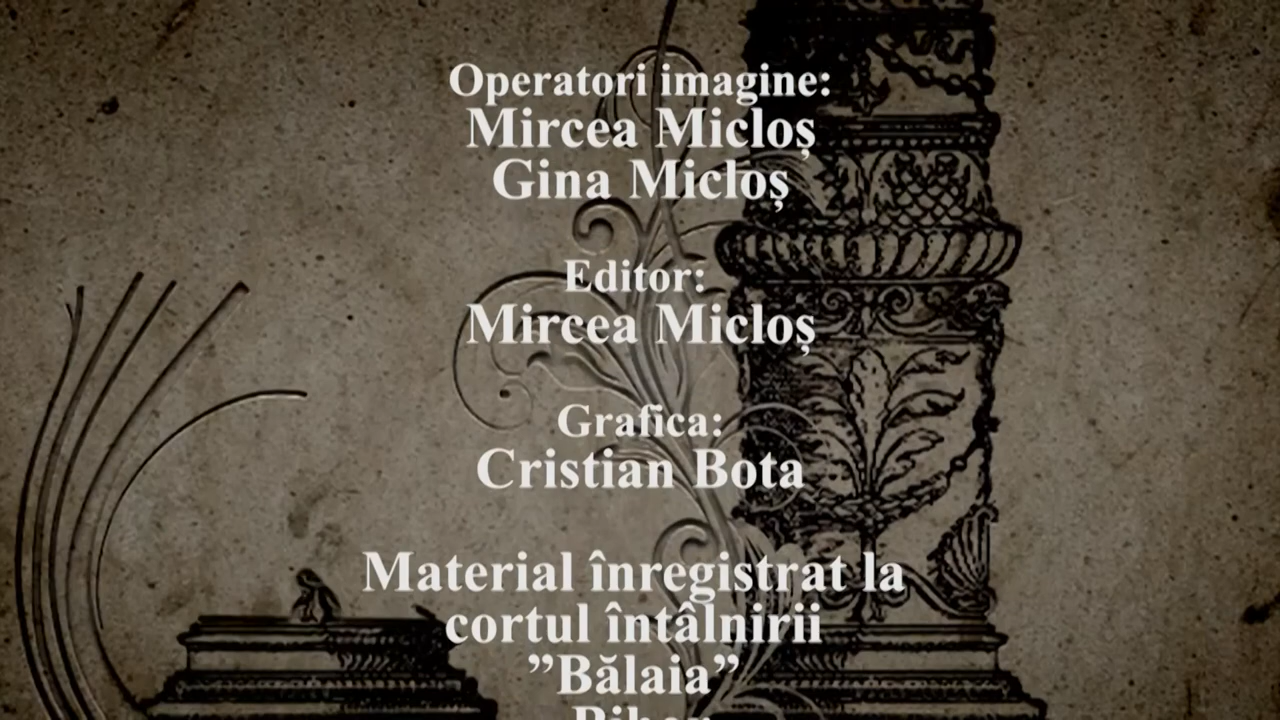 Operatori imagine:
Mircea Micloș
Gina Micloș
Editor:
Mircea Micloș
Grafica:
Cristian Bota
Material înregistrat la
cortul întâlnirii
”Bălaia”